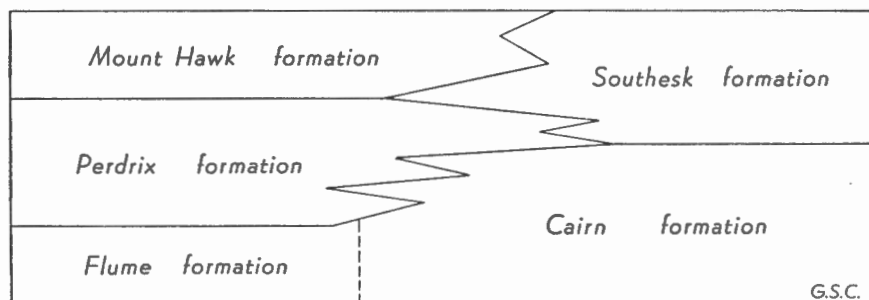 Mount Hawk formation
Southesk formation
Perdrix formation
Cairn formation
Flume formation
G.S.C.